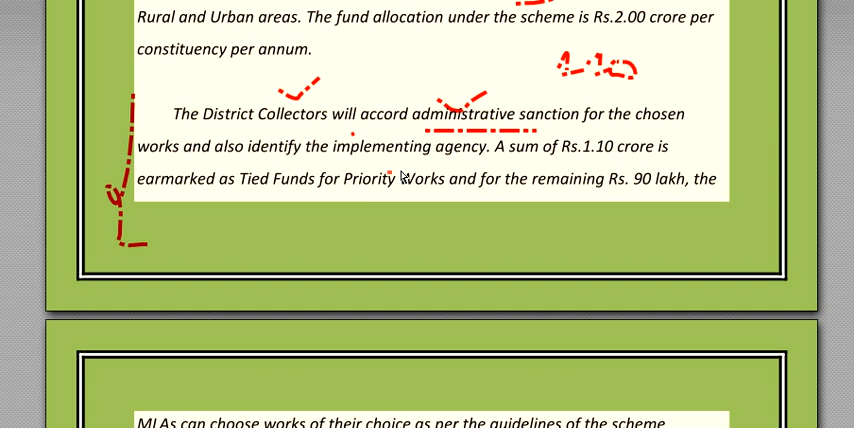 Rural and Urban areas. The fund allocation under the scheme is Rs.2.00 crore per
constituency per annum.
1.10
The District Collectors will accord administrative sanction for the chosen
works and also identify the implementing agency. A sum of Rs.1.10 crore is
earmarked as Tied Funds for Priority Works and for the remaining Rs. 90 lakh, the
MLAs can choose works of their choice as per the guidelines of the scheme